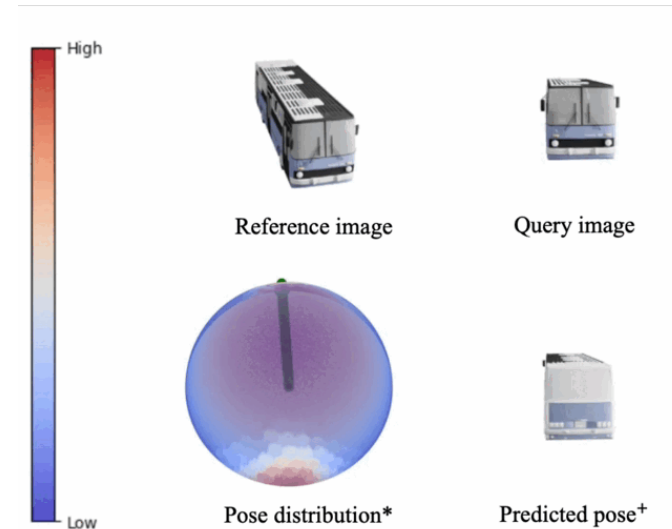 High
Reference image
Query image
Pose distribution*
Predicted pose⁺
Low